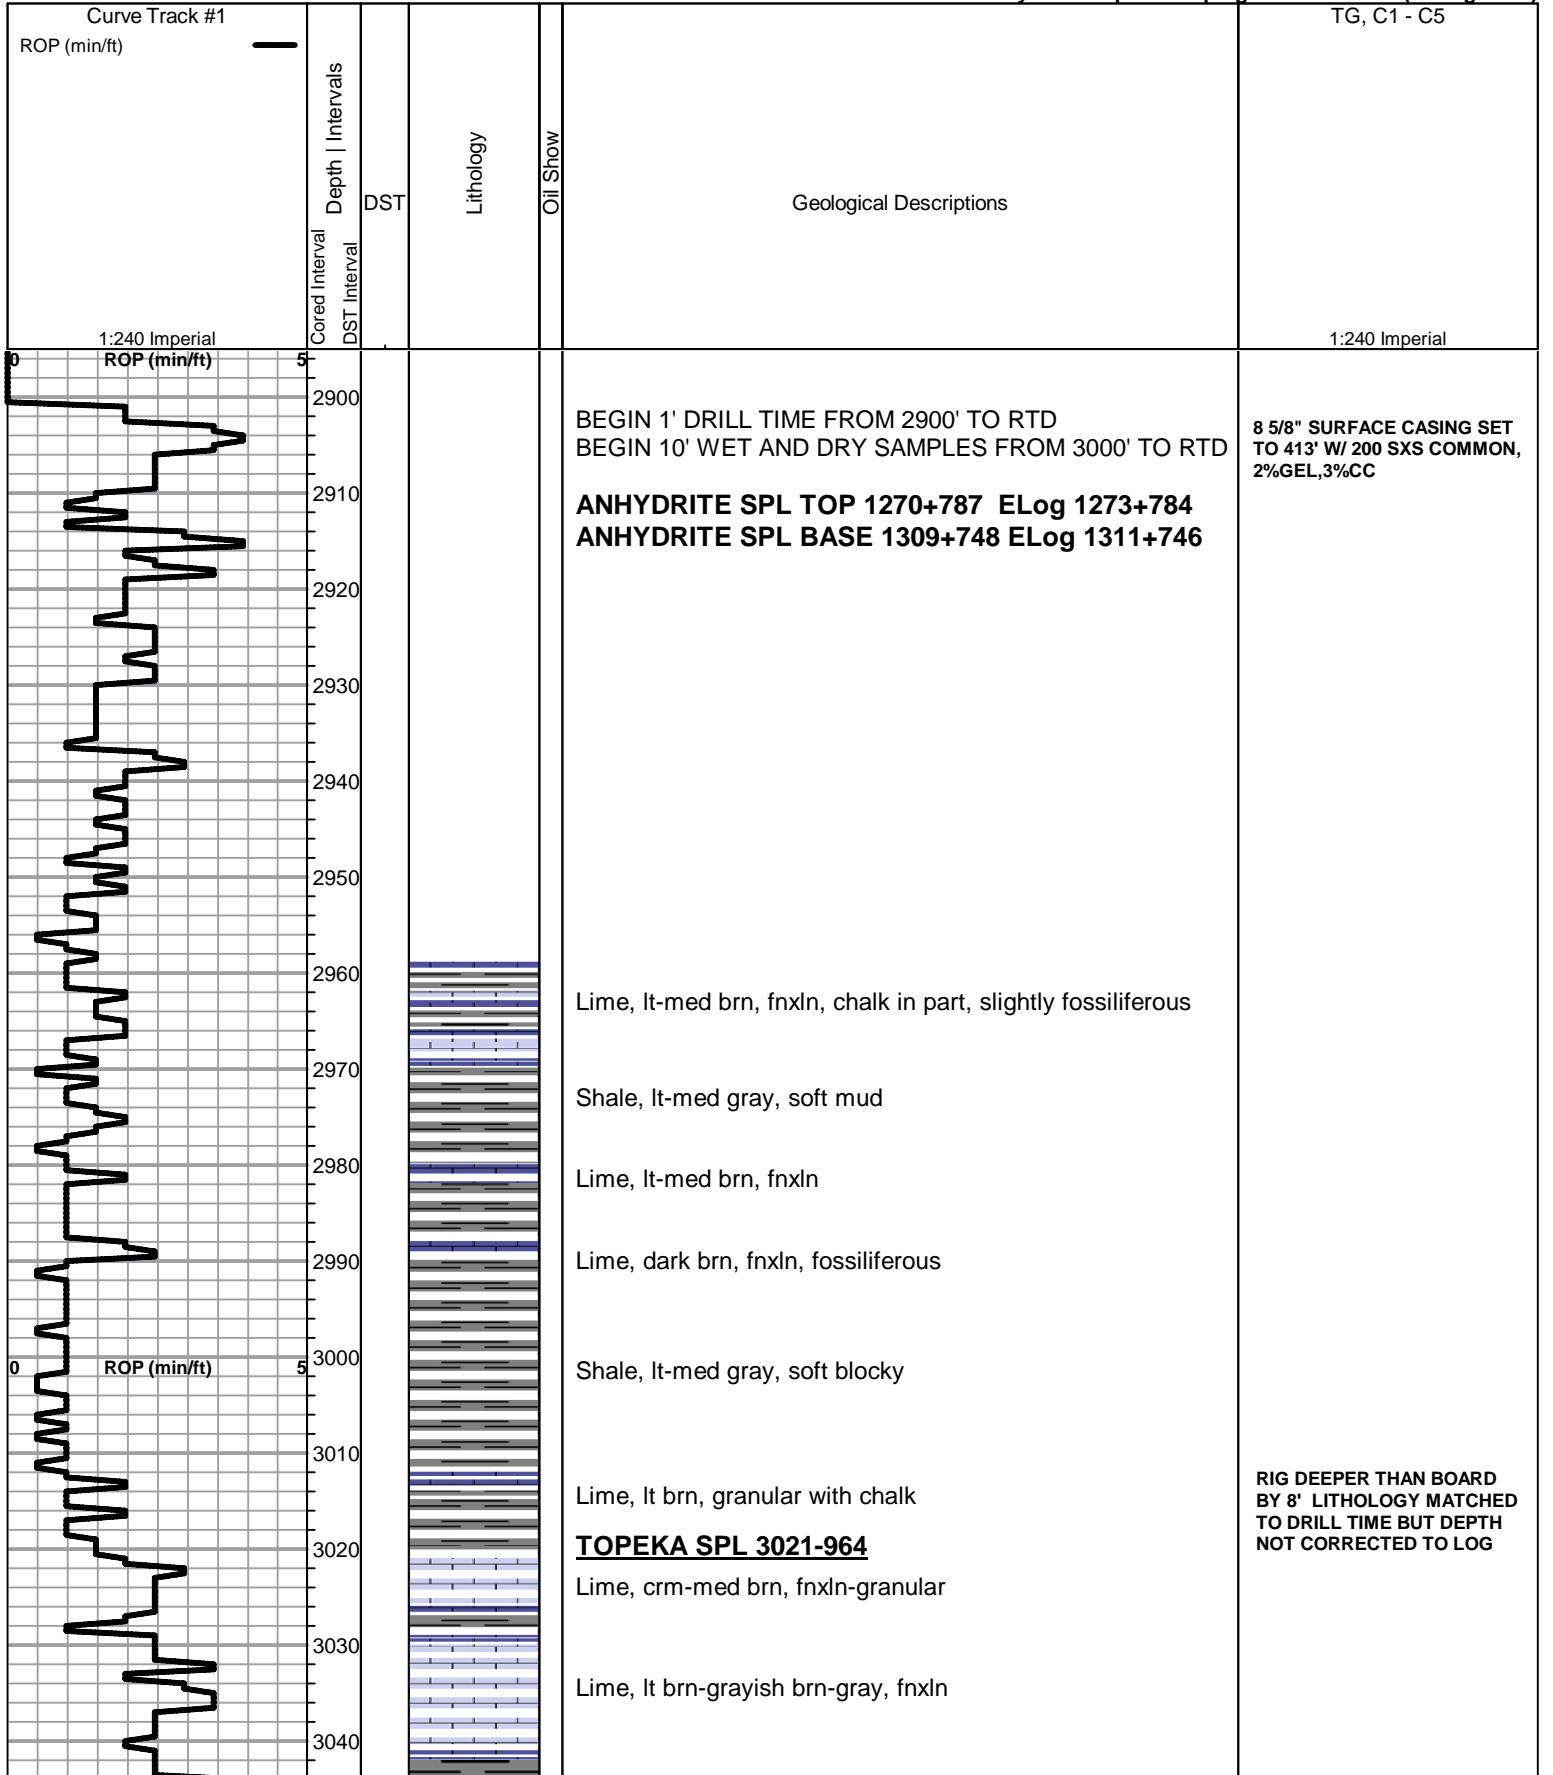 Curve Track #1
ROP (min/ft)
1:240 Imperial
Depth | Intervals
Cored Interval
DST Interval
DST
Lithology
Oil Show
Geological Descriptions
TG, C1 - C5
1:240 Imperial
0 ROP (min/ft) 5
2900
BEGIN 1' DRILL TIME FROM 2900' TO RTD
BEGIN 10' WET AND DRY SAMPLES FROM 3000' TO RTD
8 5/8" SURFACE CASING SET
TO 413' W/ 200 SXS COMMON,
2%GEL,3%CC
2910
ANHYDRITE SPL TOP 1270+787 ELog 1273+784
ANHYDRITE SPL BASE 1309+748 ELog 1311+746
2920
2930
2940
2950
2960
Lime, lt-med brn, fnxln, chalk in part, slightly fossiliferous
2970
Shale, lt-med gray, soft mud
2980
Lime, lt-med brn, fnxln
2990
Lime, dark brn, fnxln, fossiliferous
3000
0 ROP (min/ft) 5
Shale, lt-med gray, soft blocky
3010
Lime, lt brn, granular with chalk
RIG DEEPER THAN BOARD
BY 8' LITHOLOGY MATCHED
TO DRILL TIME BUT DEPTH
NOT CORRECTED TO LOG
3020
TOPEKA SPL 3021-964
Lime, crm-med brn, fnxln-granular
3030
Lime, lt brn-grayish brn-gray, fnxln
3040